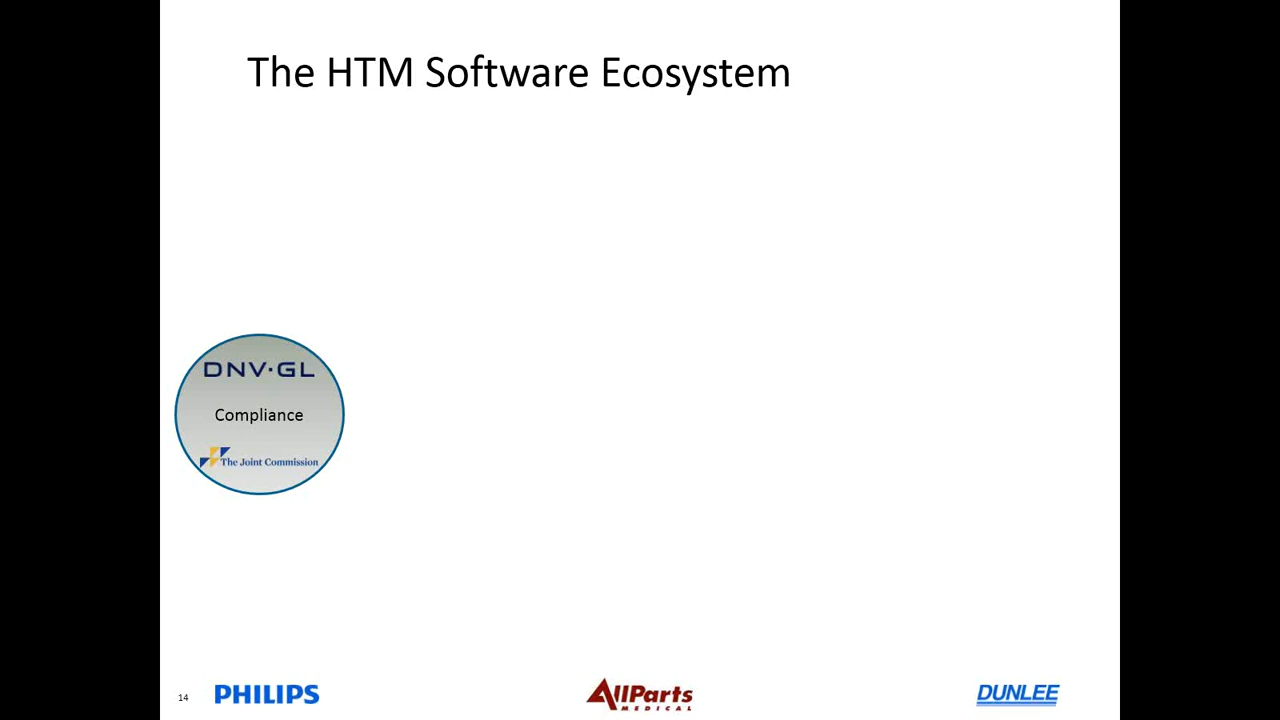 The HTM Software Ecosystem
DNV·GL
Compliance
The Joint Commission
14
PHILIPS
AllParts
MEDICAL
DUNLEE